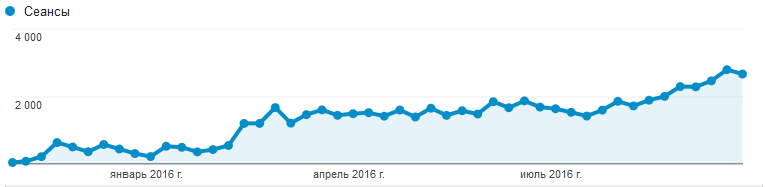 Сеансы
4 000
2 000
январь 2016 г.
апрель 2016 г.
июль 2016 г.